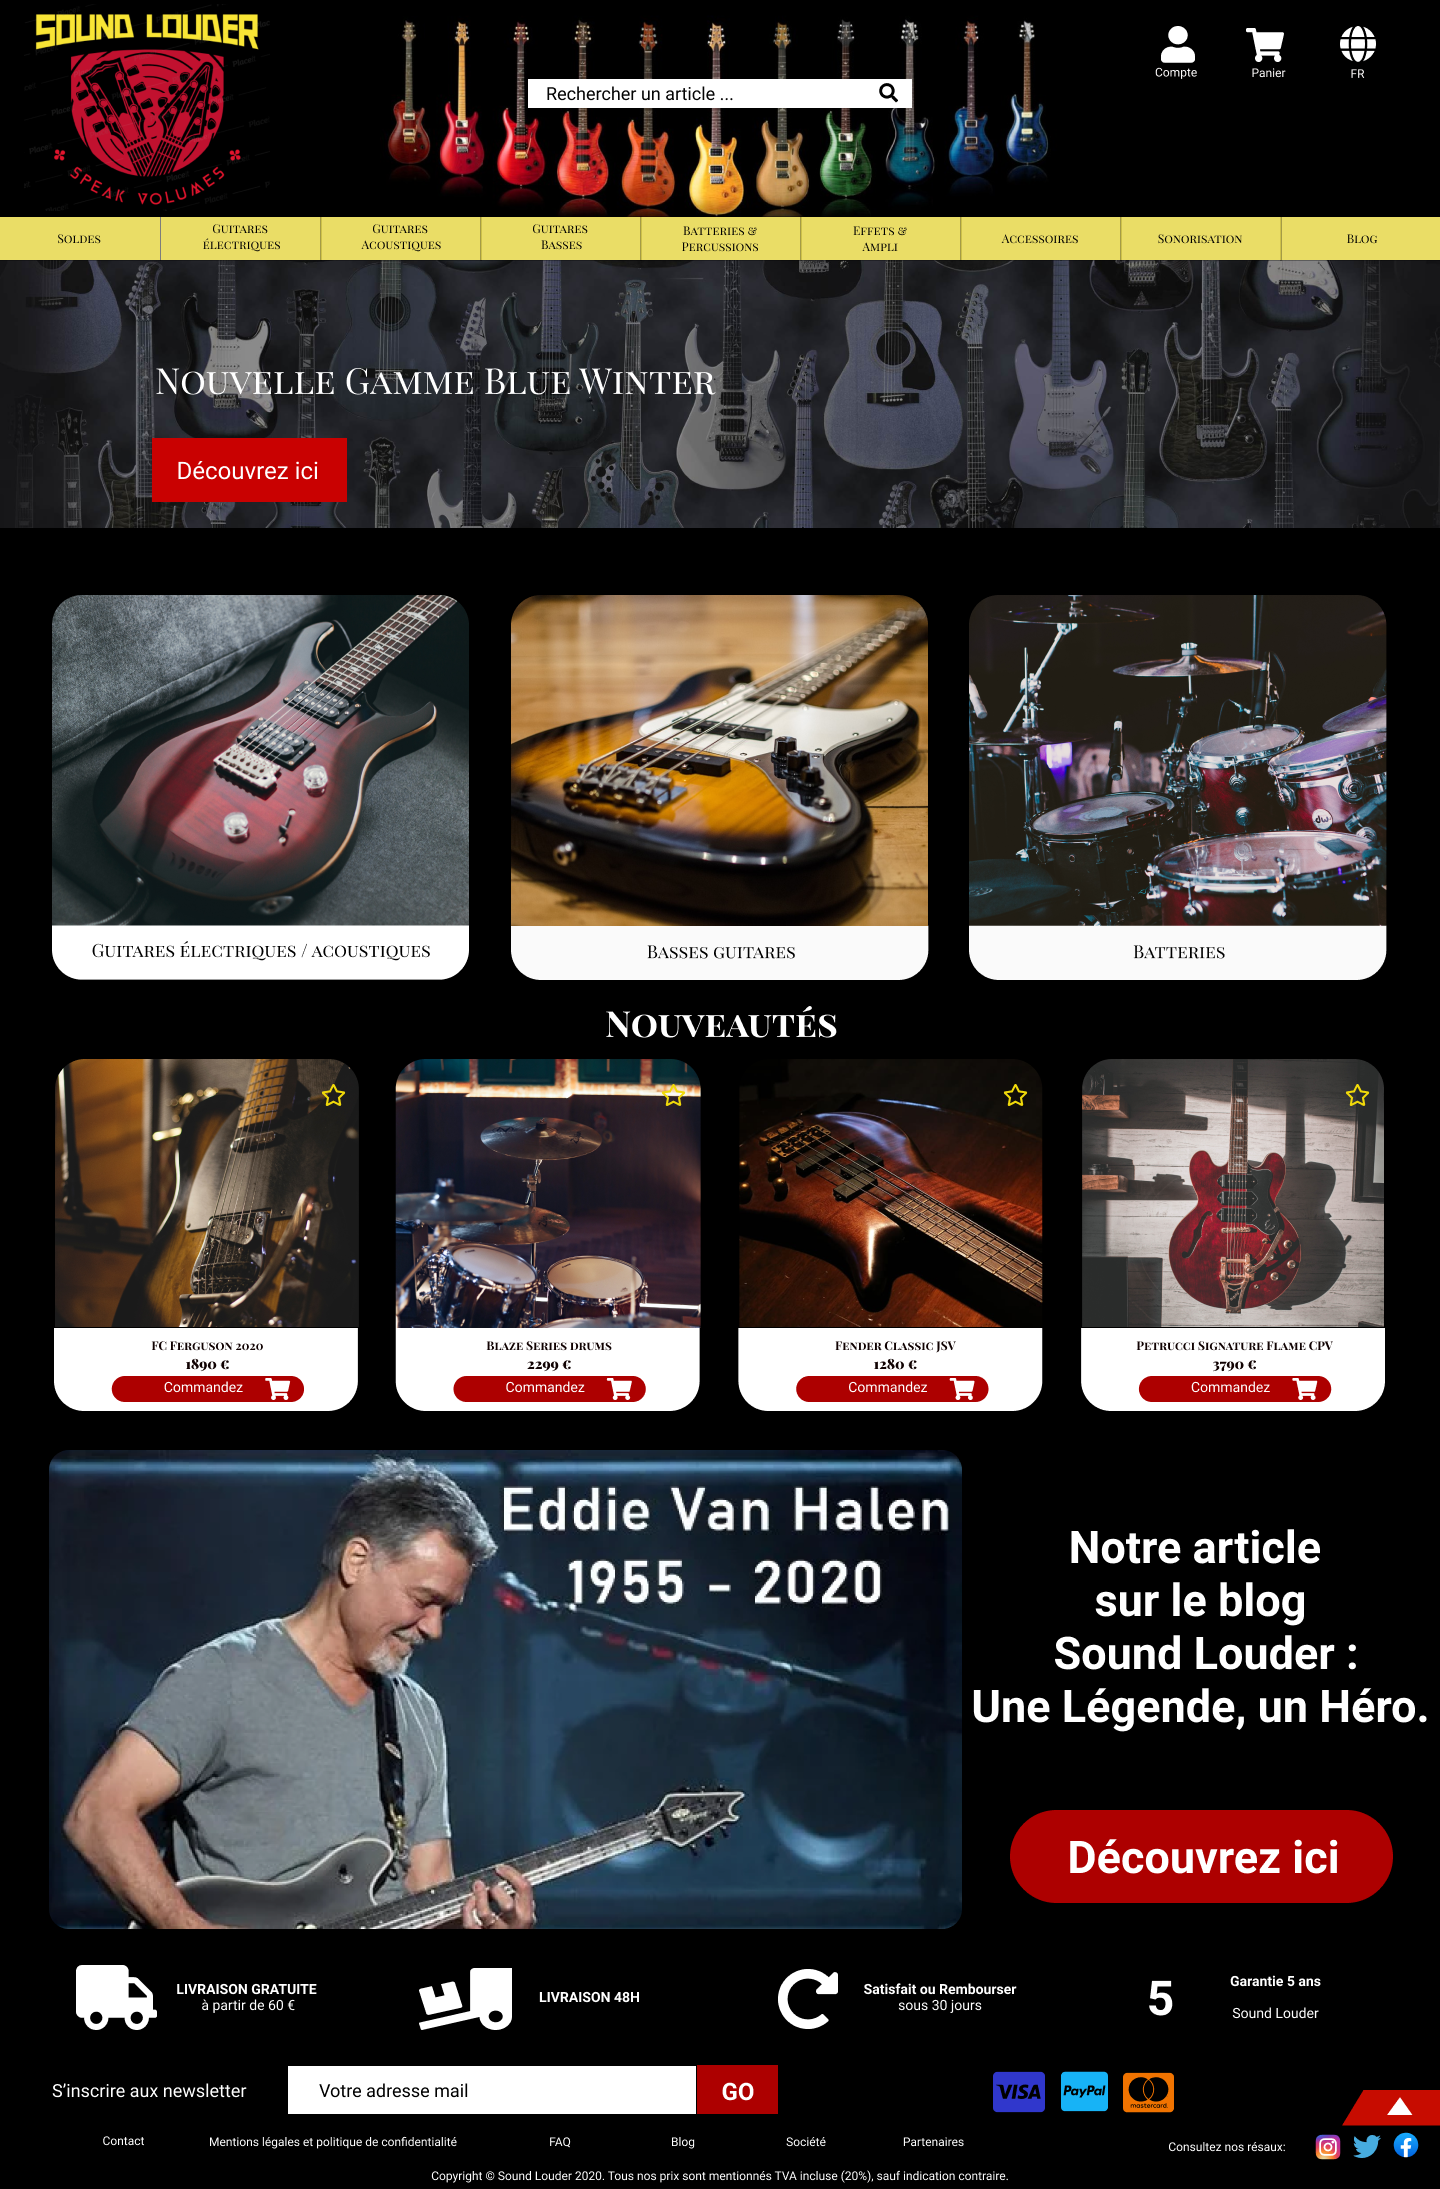 SOUND LOUDER
SPEAK VOLUMES
Rechercher un article ...
Compte
Panier
FR
Soldes
Guitares
électriques
Guitares
Acoustiques
Guitares
Basses
Batteries &
Percussions
Effets &
Ampli
Accessoires
Sonorisation
Blog
Nouvelle Gamme Blue Winter
Découvrez ici
Guitares électriques / acoustiques
Basses guitares
Batteries
Nouveautés
FC Ferguson 2020
1890 €
Commandez
Blaze Series drums
2299 €
Commandez
Fender Classic JSV
1280 €
Commandez
Petrucci Signature Flame CPV
3790 €
Commandez
Eddie Van Halen
1955 - 2020
Notre article
sur le blog
Sound Louder :
Une Légende, un Héro.
Découvrez ici
LIVRAISON GRATUITE
à partir de 60 €
LIVRAISON 48H
Satisfait ou Rembourser
sous 30 jours
5
Garantie 5 ans
Sound Louder
S'inscrire aux newsletter
Votre adresse mail
GO
VISA
PayPal
mastercard
Contact
Mentions légales et politique de confidentialité
FAQ
Blog
Société
Partenaires
Consultez nos résaux:
Copyright © Sound Louder 2020. Tous nos prix sont mentionnés TVA incluse (20%), sauf indication contraire.